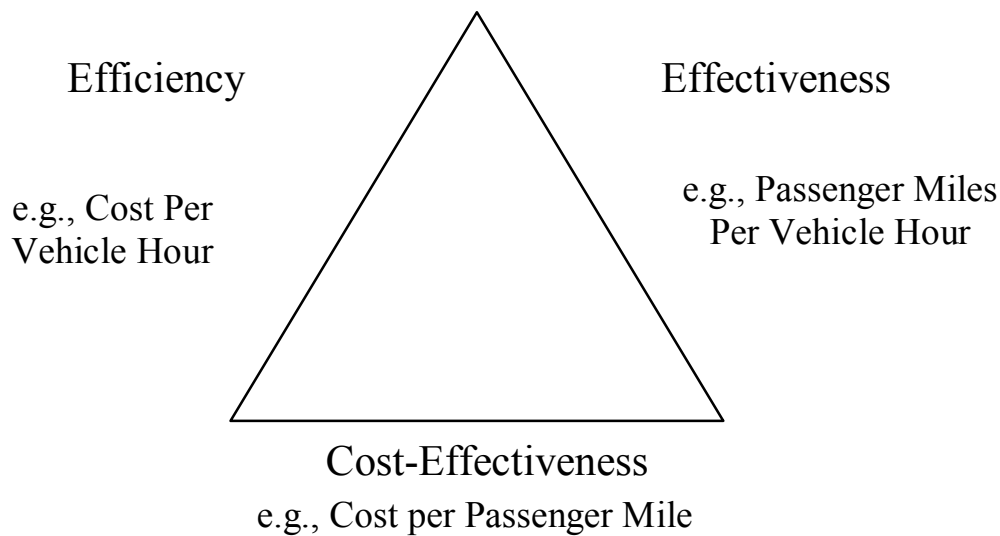 Efficiency
e.g., Cost Per
Vehicle Hour
Effectiveness
e.g., Passenger Miles
Per Vehicle Hour
Cost-Effectiveness
e.g., Cost per Passenger Mile